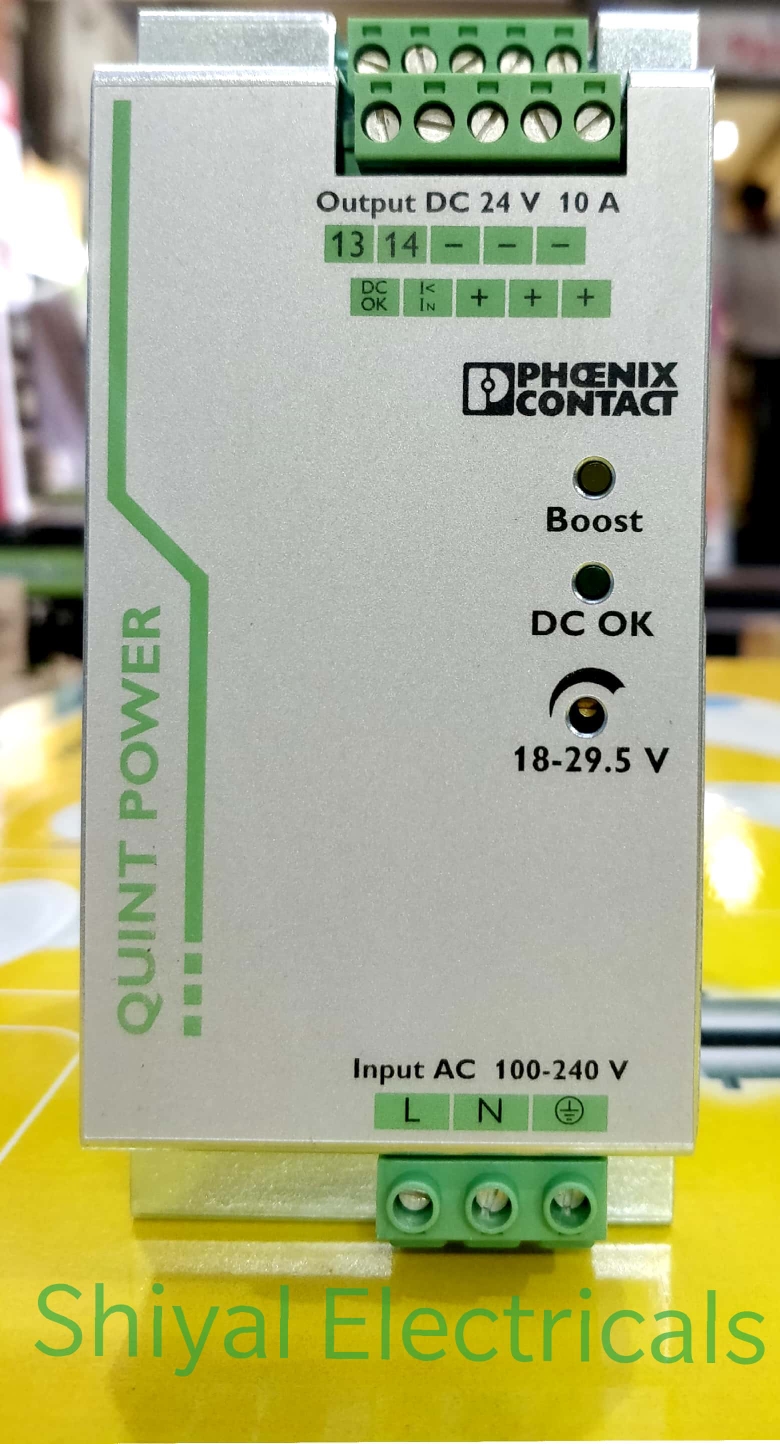 Output DC 24 V 10 A
13 14 – – –
DC OK I< IN + + +
PHŒNIX
CONTACT
Boost
DC OK
18-29.5 V
QUINT POWER
Input AC 100-240 V
L N
Shiyal Electricals